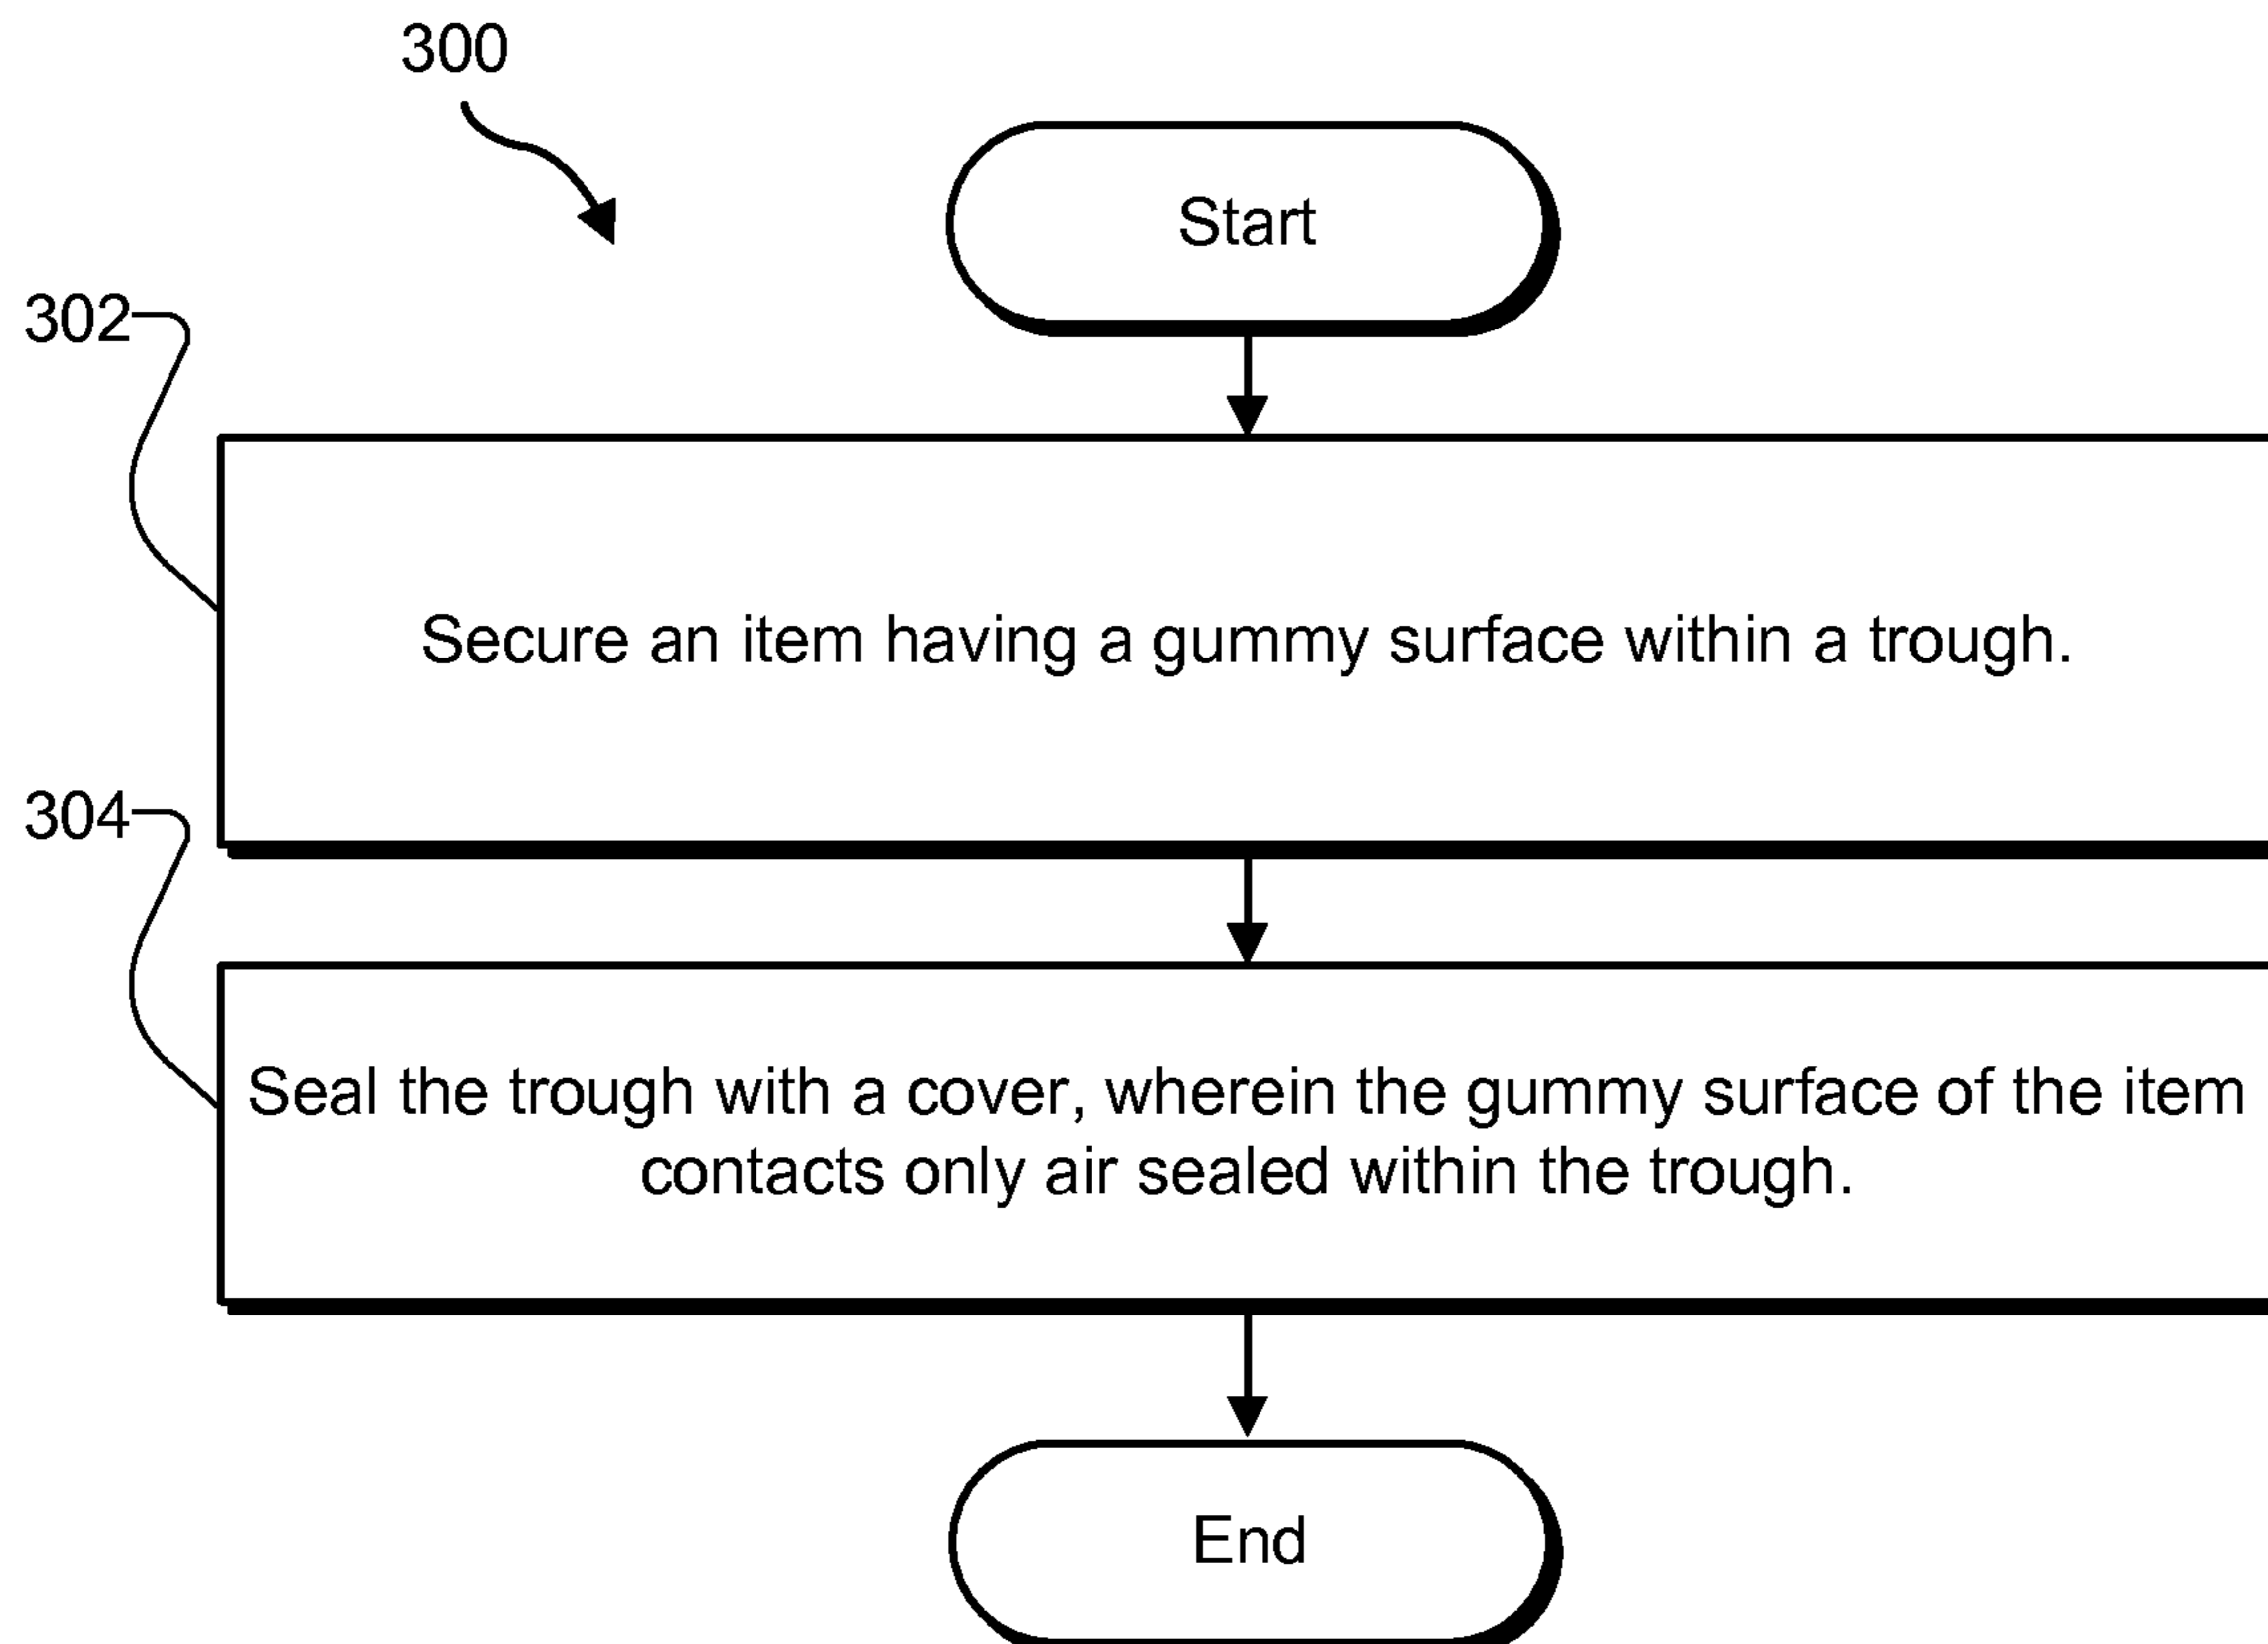 300
Start
302
Secure an item having a gummy surface within a trough.
304
Seal the trough with a cover, wherein the gummy surface of the item
contacts only air sealed within the trough.
End